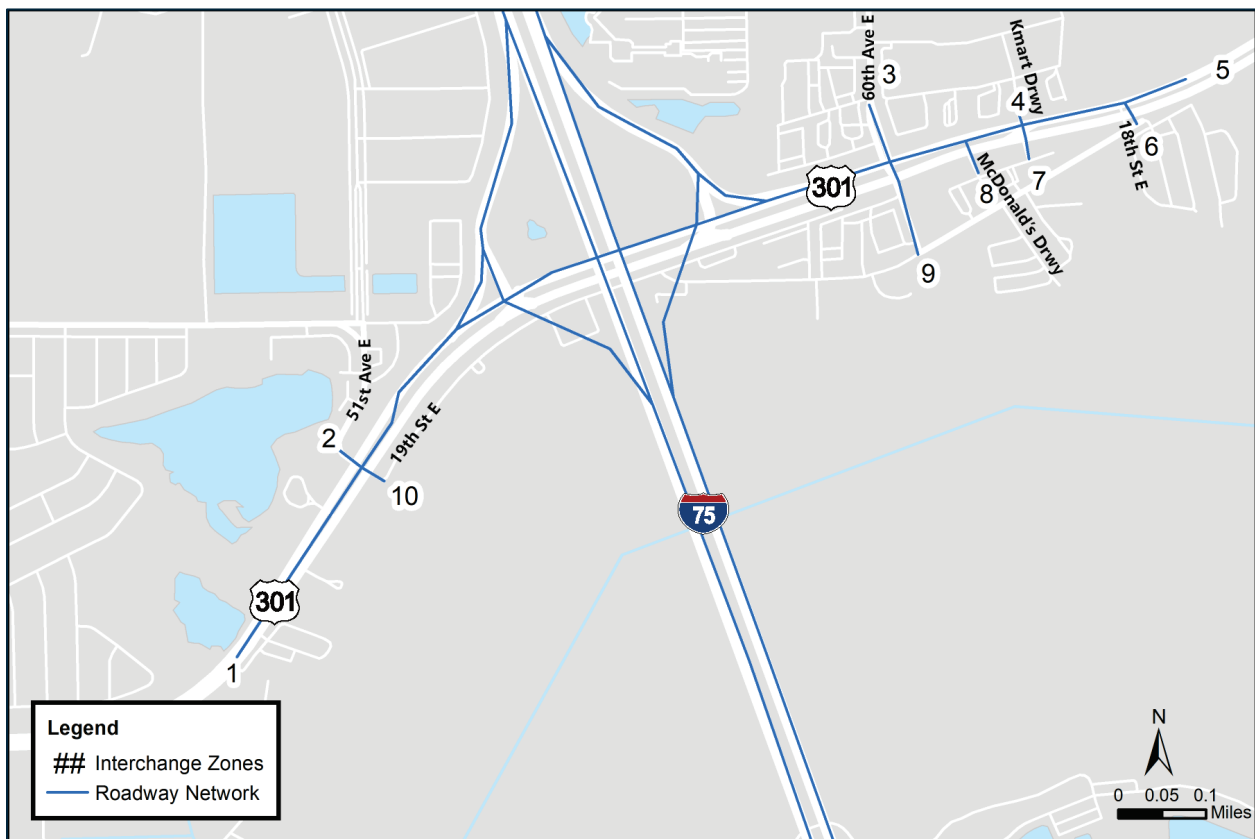 60th Ave E
3
Kmart Drwy
4
5
18th St E
6
301
McDonald's Drwy
7
8
9
51st Ave E
2
19th St E
10
75
301
1
Legend
## Interchange Zones
Roadway Network
N
0 0.05 0.1
Miles